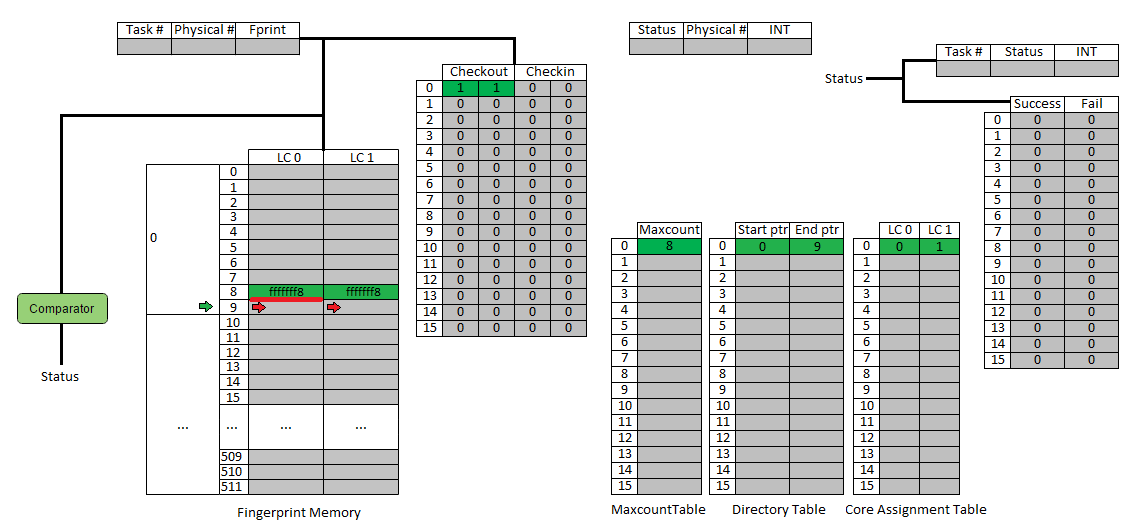 Task # Physical # Fprint
Status Physical # INT
Task # Status INT
Status
Checkout Checkin
0 1 1 0 0
1 0 0 0 0
2 0 0 0 0
3 0 0 0 0
4 0 0 0 0
5 0 0 0 0
6 0 0 0 0
7 0 0 0 0
8 0 0 0 0
9 0 0 0 0
10 0 0 0 0
11 0 0 0 0
12 0 0 0 0
13 0 0 0 0
14 0 0 0 0
15 0 0 0 0
Success Fail
0 0 0
1 0 0
2 0 0
3 0 0
4 0 0
5 0 0
6 0 0
7 0 0
8 0 0
9 0 0
10 0 0
11 0 0
12 0 0
13 0 0
14 0 0
15 0 0
LC 0 LC 1
0
0
1
2
3
4
5
6
7
8 fffffff8 fffffff8
9
10
11
12
13
14
15
... ... ... ...
509
510
511
Fingerprint Memory
Comparator
Status
Maxcount
0 8
1
2
3
4
5
6
7
8
9
10
11
12
13
14
15
MaxcountTable
Start ptr End ptr
0 0 9
1
2
3
4
5
6
7
8
9
10
11
12
13
14
15
Directory Table
LC 0 LC 1
0 0 1
1
2
3
4
5
6
7
8
9
10
11
12
13
14
15
Core Assignment Table